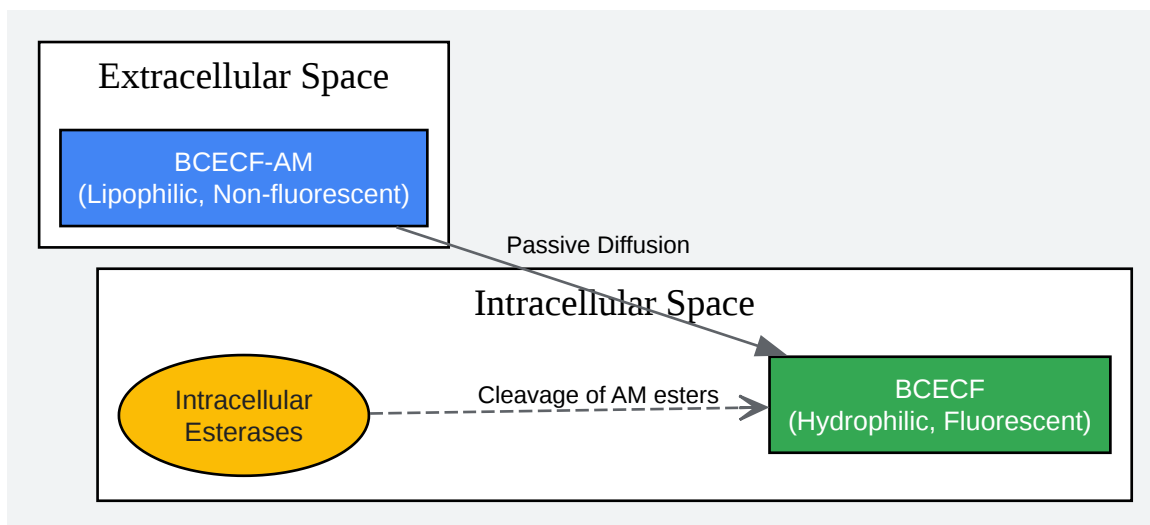 Extracellular Space
BCECF-AM
(Lipophilic, Non-fluorescent)
Passive Diffusion
Intracellular Space
Intracellular
Esterases
Cleavage of AM esters
BCECF
(Hydrophilic, Fluorescent)